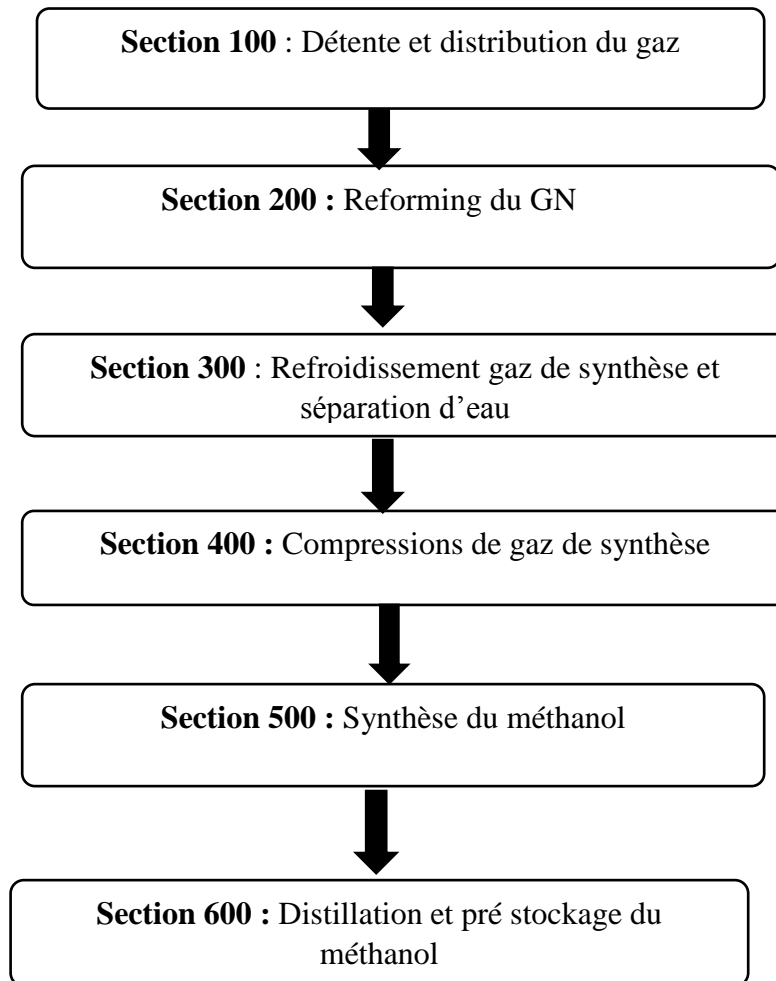 Section 100 : Détente et distribution du gaz
Section 200 : Reforming du GN
Section 300 : Refroidissement gaz de synthèse et
séparation d’eau
Section 400 : Compressions de gaz de synthèse
Section 500 : Synthèse du méthanol
Section 600 : Distillation et pré stockage du
méthanol